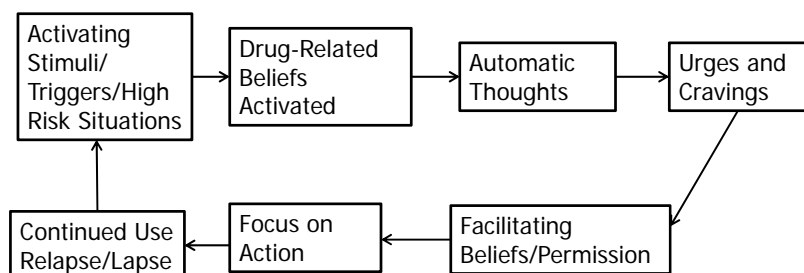 Activating
Stimuli/
Triggers/High
Risk Situations
Drug-Related
Beliefs
Activated
Automatic
Thoughts
Urges and
Cravings
Facilitating
Beliefs/Permission
Focus on
Action
Continued Use
Relapse/Lapse